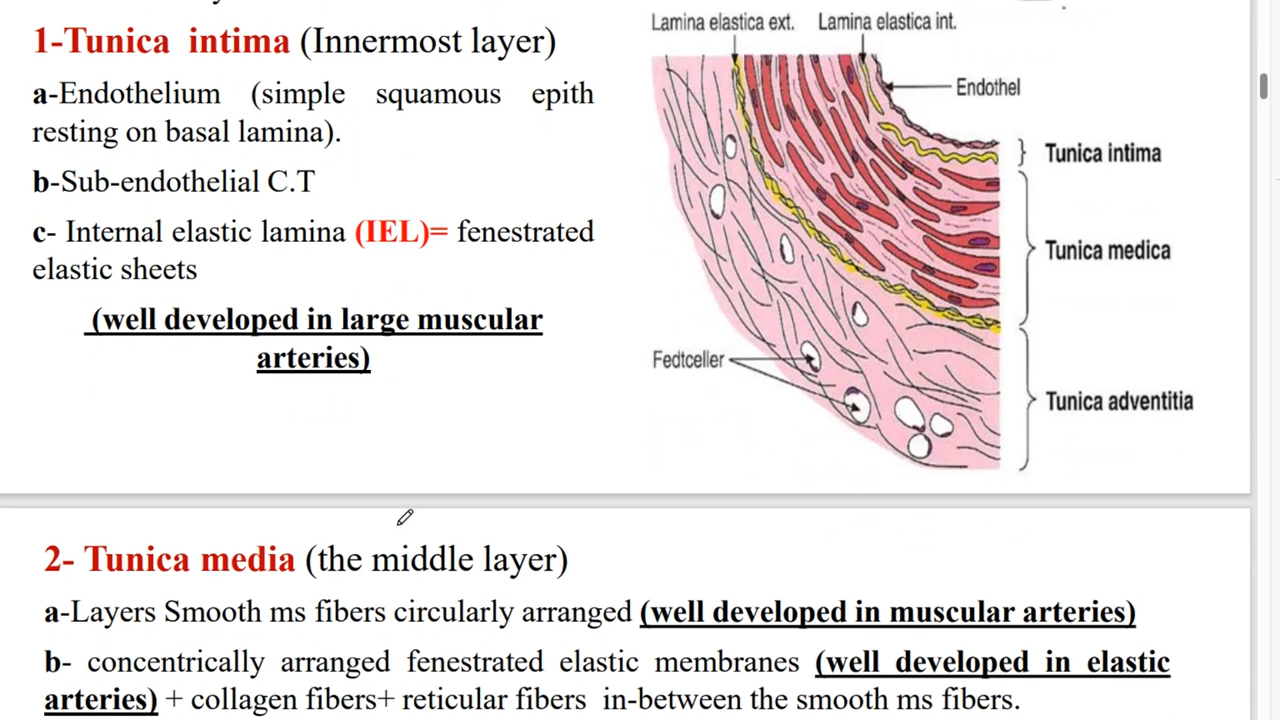 1-Tunica intima (Innermost layer)
a-Endothelium (simple squamous epith
resting on basal lamina).
b-Sub-endothelial C.T
c- Internal elastic lamina (IEL)= fenestrated
elastic sheets
(well developed in large muscular
arteries)
Lamina elastica ext.
Lamina elastica int.
Endothel
Tunica intima
Tunica medica
Fedtceller
Tunica adventitia
2- Tunica media (the middle layer)
a-Layers Smooth ms fibers circularly arranged (well developed in muscular arteries)
b- concentrically arranged fenestrated elastic membranes (well developed in elastic
arteries) + collagen fibers+ reticular fibers in-between the smooth ms fibers.